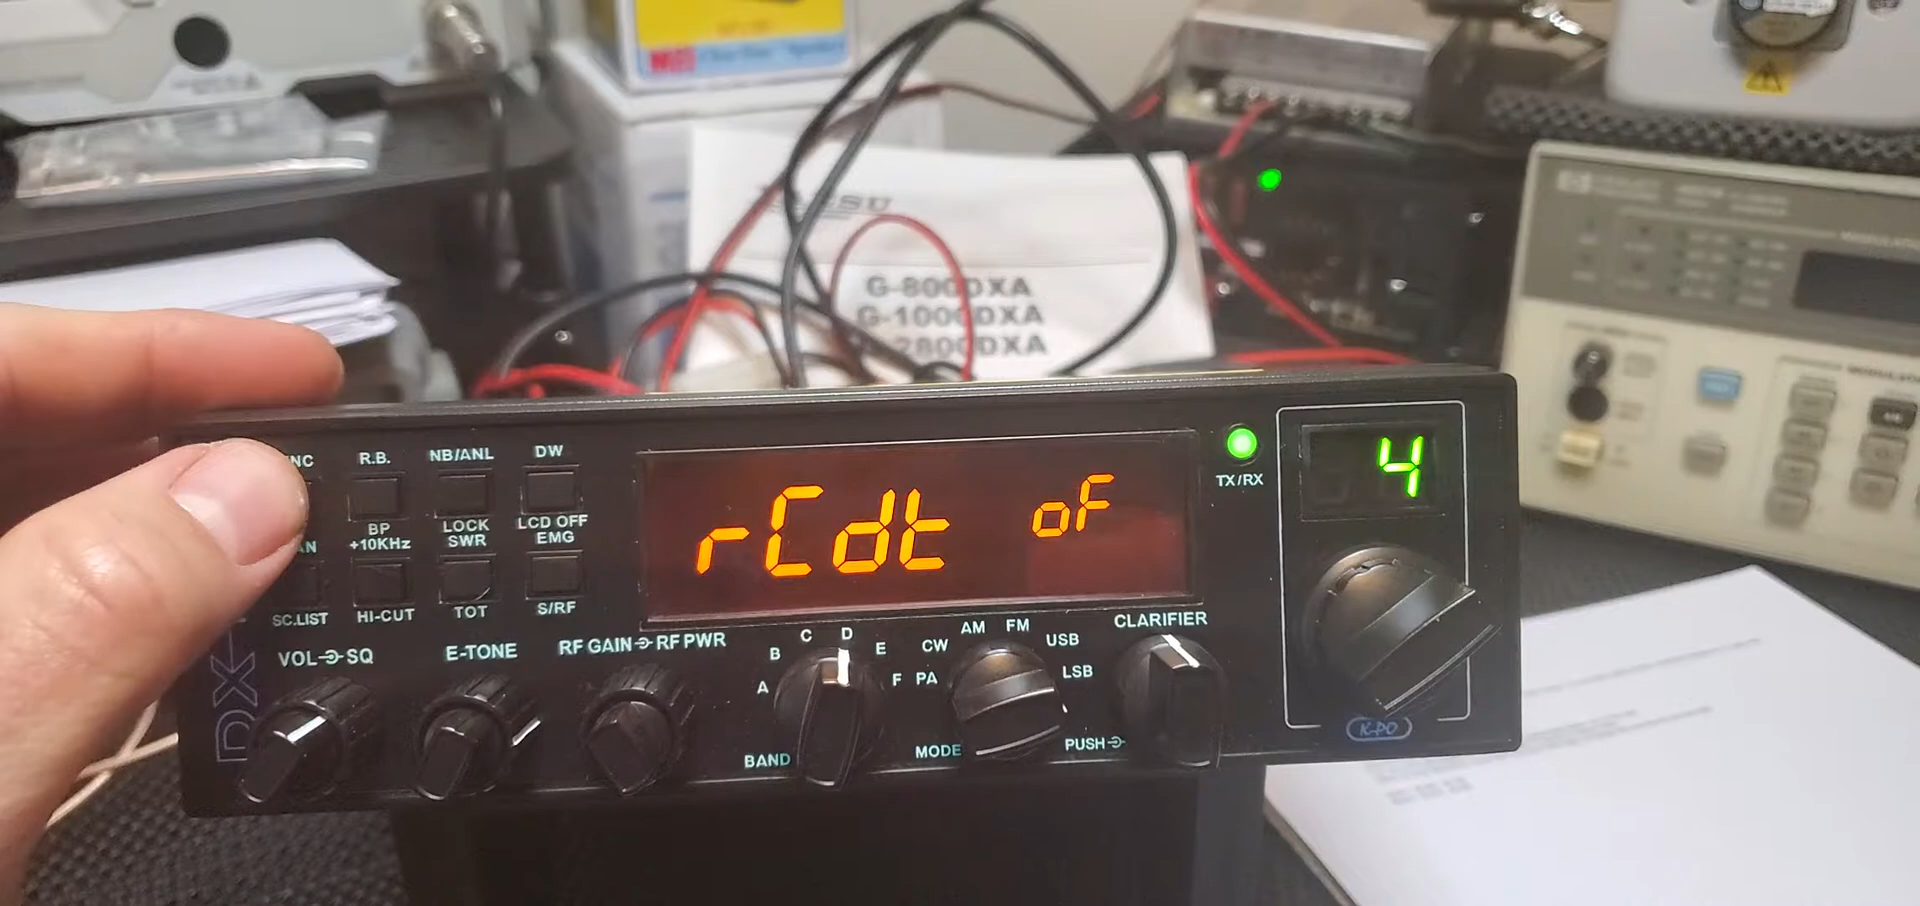 G-800DXA
G-1000DXA
2800DXA
R.B.
NB/ANL
DW
BP
LOCK
LCD OFF
+10KHz
SWR
EMG
SC.LIST
HI-CUT
TOT
S/RF
rCdt oF
TX/RX
4
VOL SQ
E-TONE
RF GAIN RF PWR
A
B
C
D
E
F
BAND
PA
CW
AM
FM
USB
LSB
MODE
CLARIFIER
PUSH
K-PO
DX